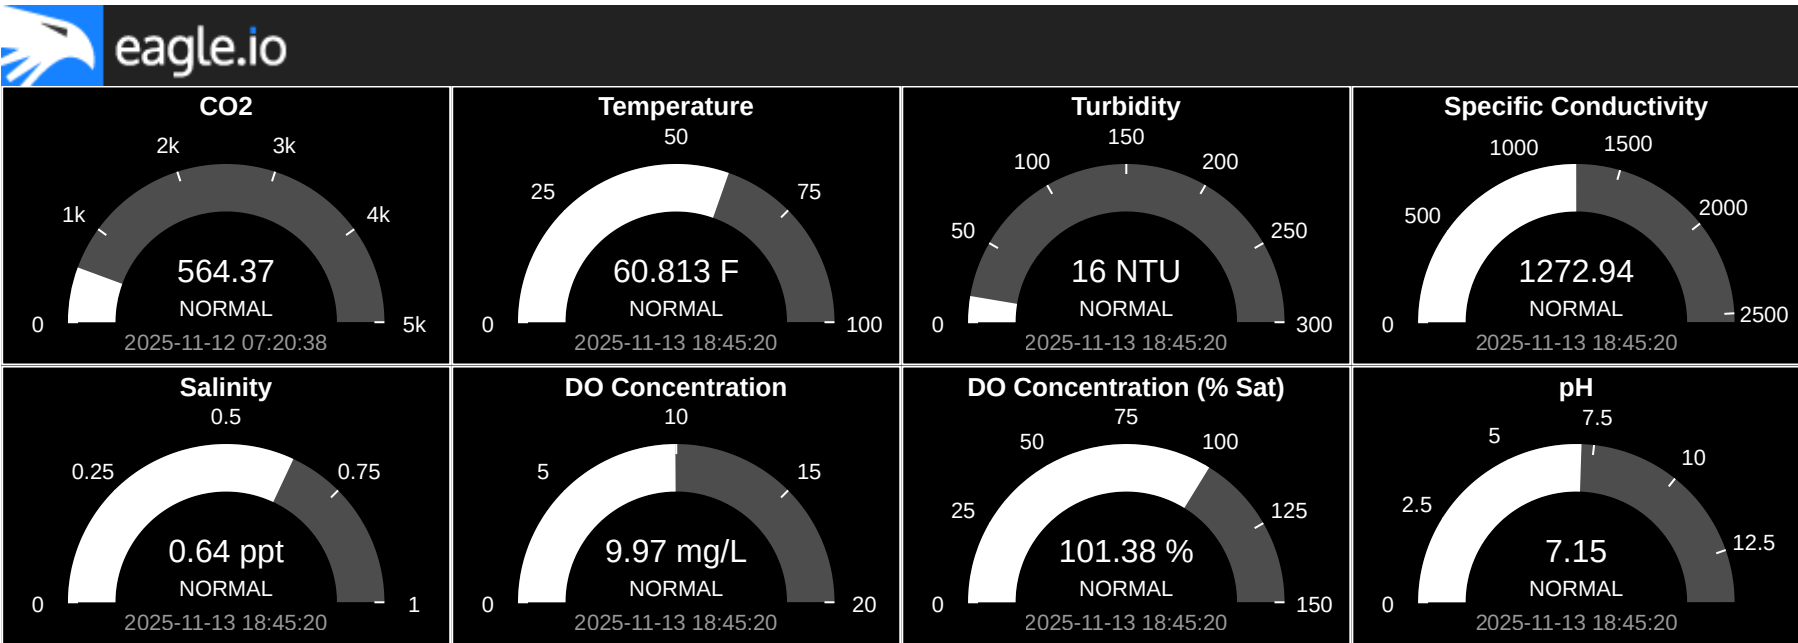 eagle.io
CO2
0
1k
2k
3k
4k
5k
564.37
NORMAL
2025-11-12 07:20:38
Temperature
0
25
50
75
100
60.813 F
NORMAL
2025-11-13 18:45:20
Turbidity
0
50
100
150
200
250
300
16 NTU
NORMAL
2025-11-13 18:45:20
Specific Conductivity
0
500
1000
1500
2000
2500
1272.94
NORMAL
2025-11-13 18:45:20
Salinity
0
0.25
0.5
0.75
1
0.64 ppt
NORMAL
2025-11-13 18:45:20
DO Concentration
0
5
10
15
20
9.97 mg/L
NORMAL
2025-11-13 18:45:20
DO Concentration (% Sat)
0
25
50
75
100
125
150
101.38 %
NORMAL
2025-11-13 18:45:20
pH
0
2.5
5
7.5
10
12.5
7.15
NORMAL
2025-11-13 18:45:20